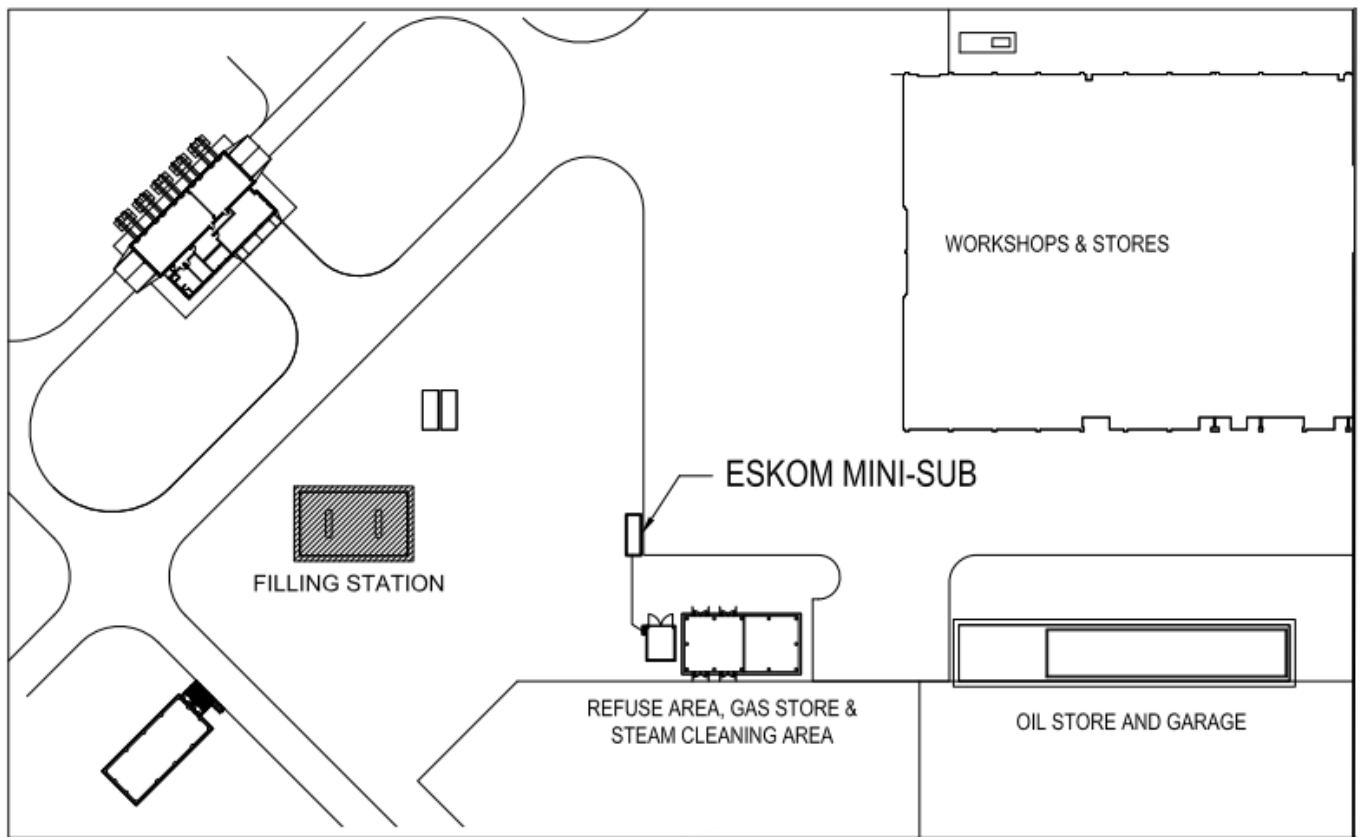 WORKSHOPS & STORES
ESKOM MINI-SUB
FILLING STATION
REFUSE AREA, GAS STORE &
STEAM CLEANING AREA
OIL STORE AND GARAGE